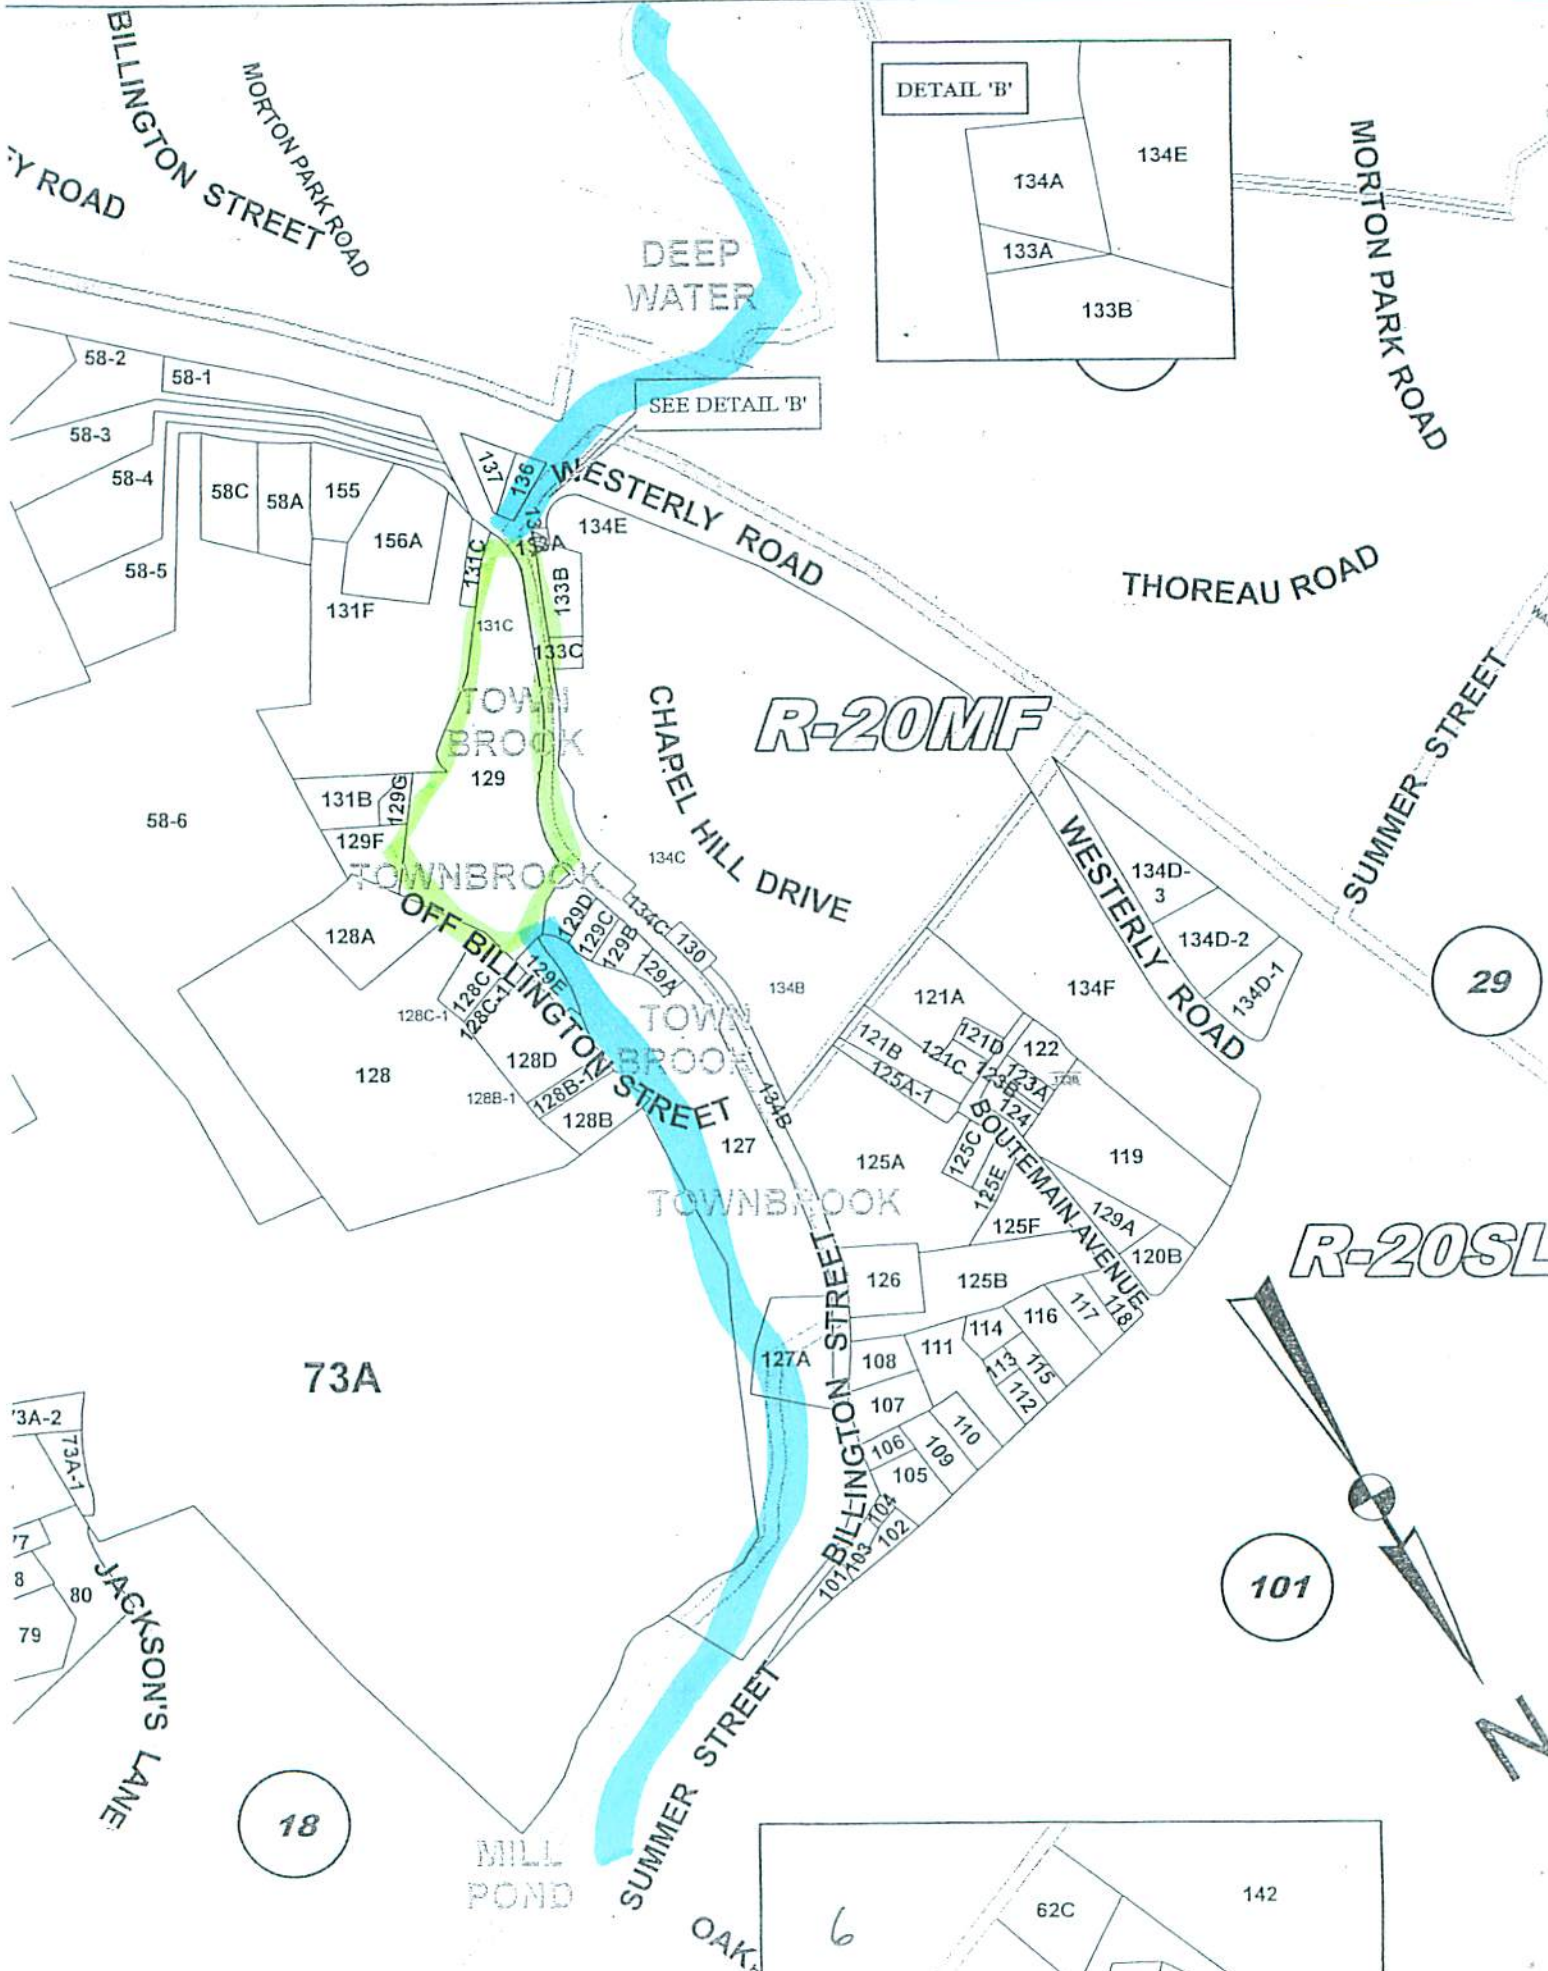 BILLINGTON STREET
MORTON PARK ROAD
EY ROAD
DETAIL 'B'
134E
134A
133A
133B
MORTON PARK ROAD
DEEP
WATER
58-2
58-1
SEE DETAIL 'B'
58-3
58-4
58C
58A
155
137
136
WESTERLY ROAD
134E
156A
131C
58-5
133B
131F
131C
133C
THOREAU ROAD
SUMMER STREET
TOWN
BROOK
CHAPEL HILL DRIVE
R-20MF
129
131B
129G
58-6
129F
TOWNBROOK
134C
WESTERLY ROAD
134D-
3
134D-2
134D-1
OFF BILLINGTON STREET
128A
129D
129C
129B
129A
134C
130
29
129E
134B
121A
134F
128C
128C-1
128C-1
TOWN
BROOK
121B
121C
121D
122
125A-1
123B
123A
124
128
128D
128B-1
128B-1
128B
134B
127
BOUTEMAIN AVENUE
125A
125C
125E
119
TOWNBROOK
125F
129A
120B
R-20SL
126
125B
BILLINGTON STREET
118
117
116
114
111
127A
108
113
115
112
73A
107
110
'3A-2
73A-1
106
109
105
104
102
103
101
101
'7
8
80
79
JACKSON'S LANE
SUMMER STREET
N
18
MILL
POND
142
62C
6
OAK